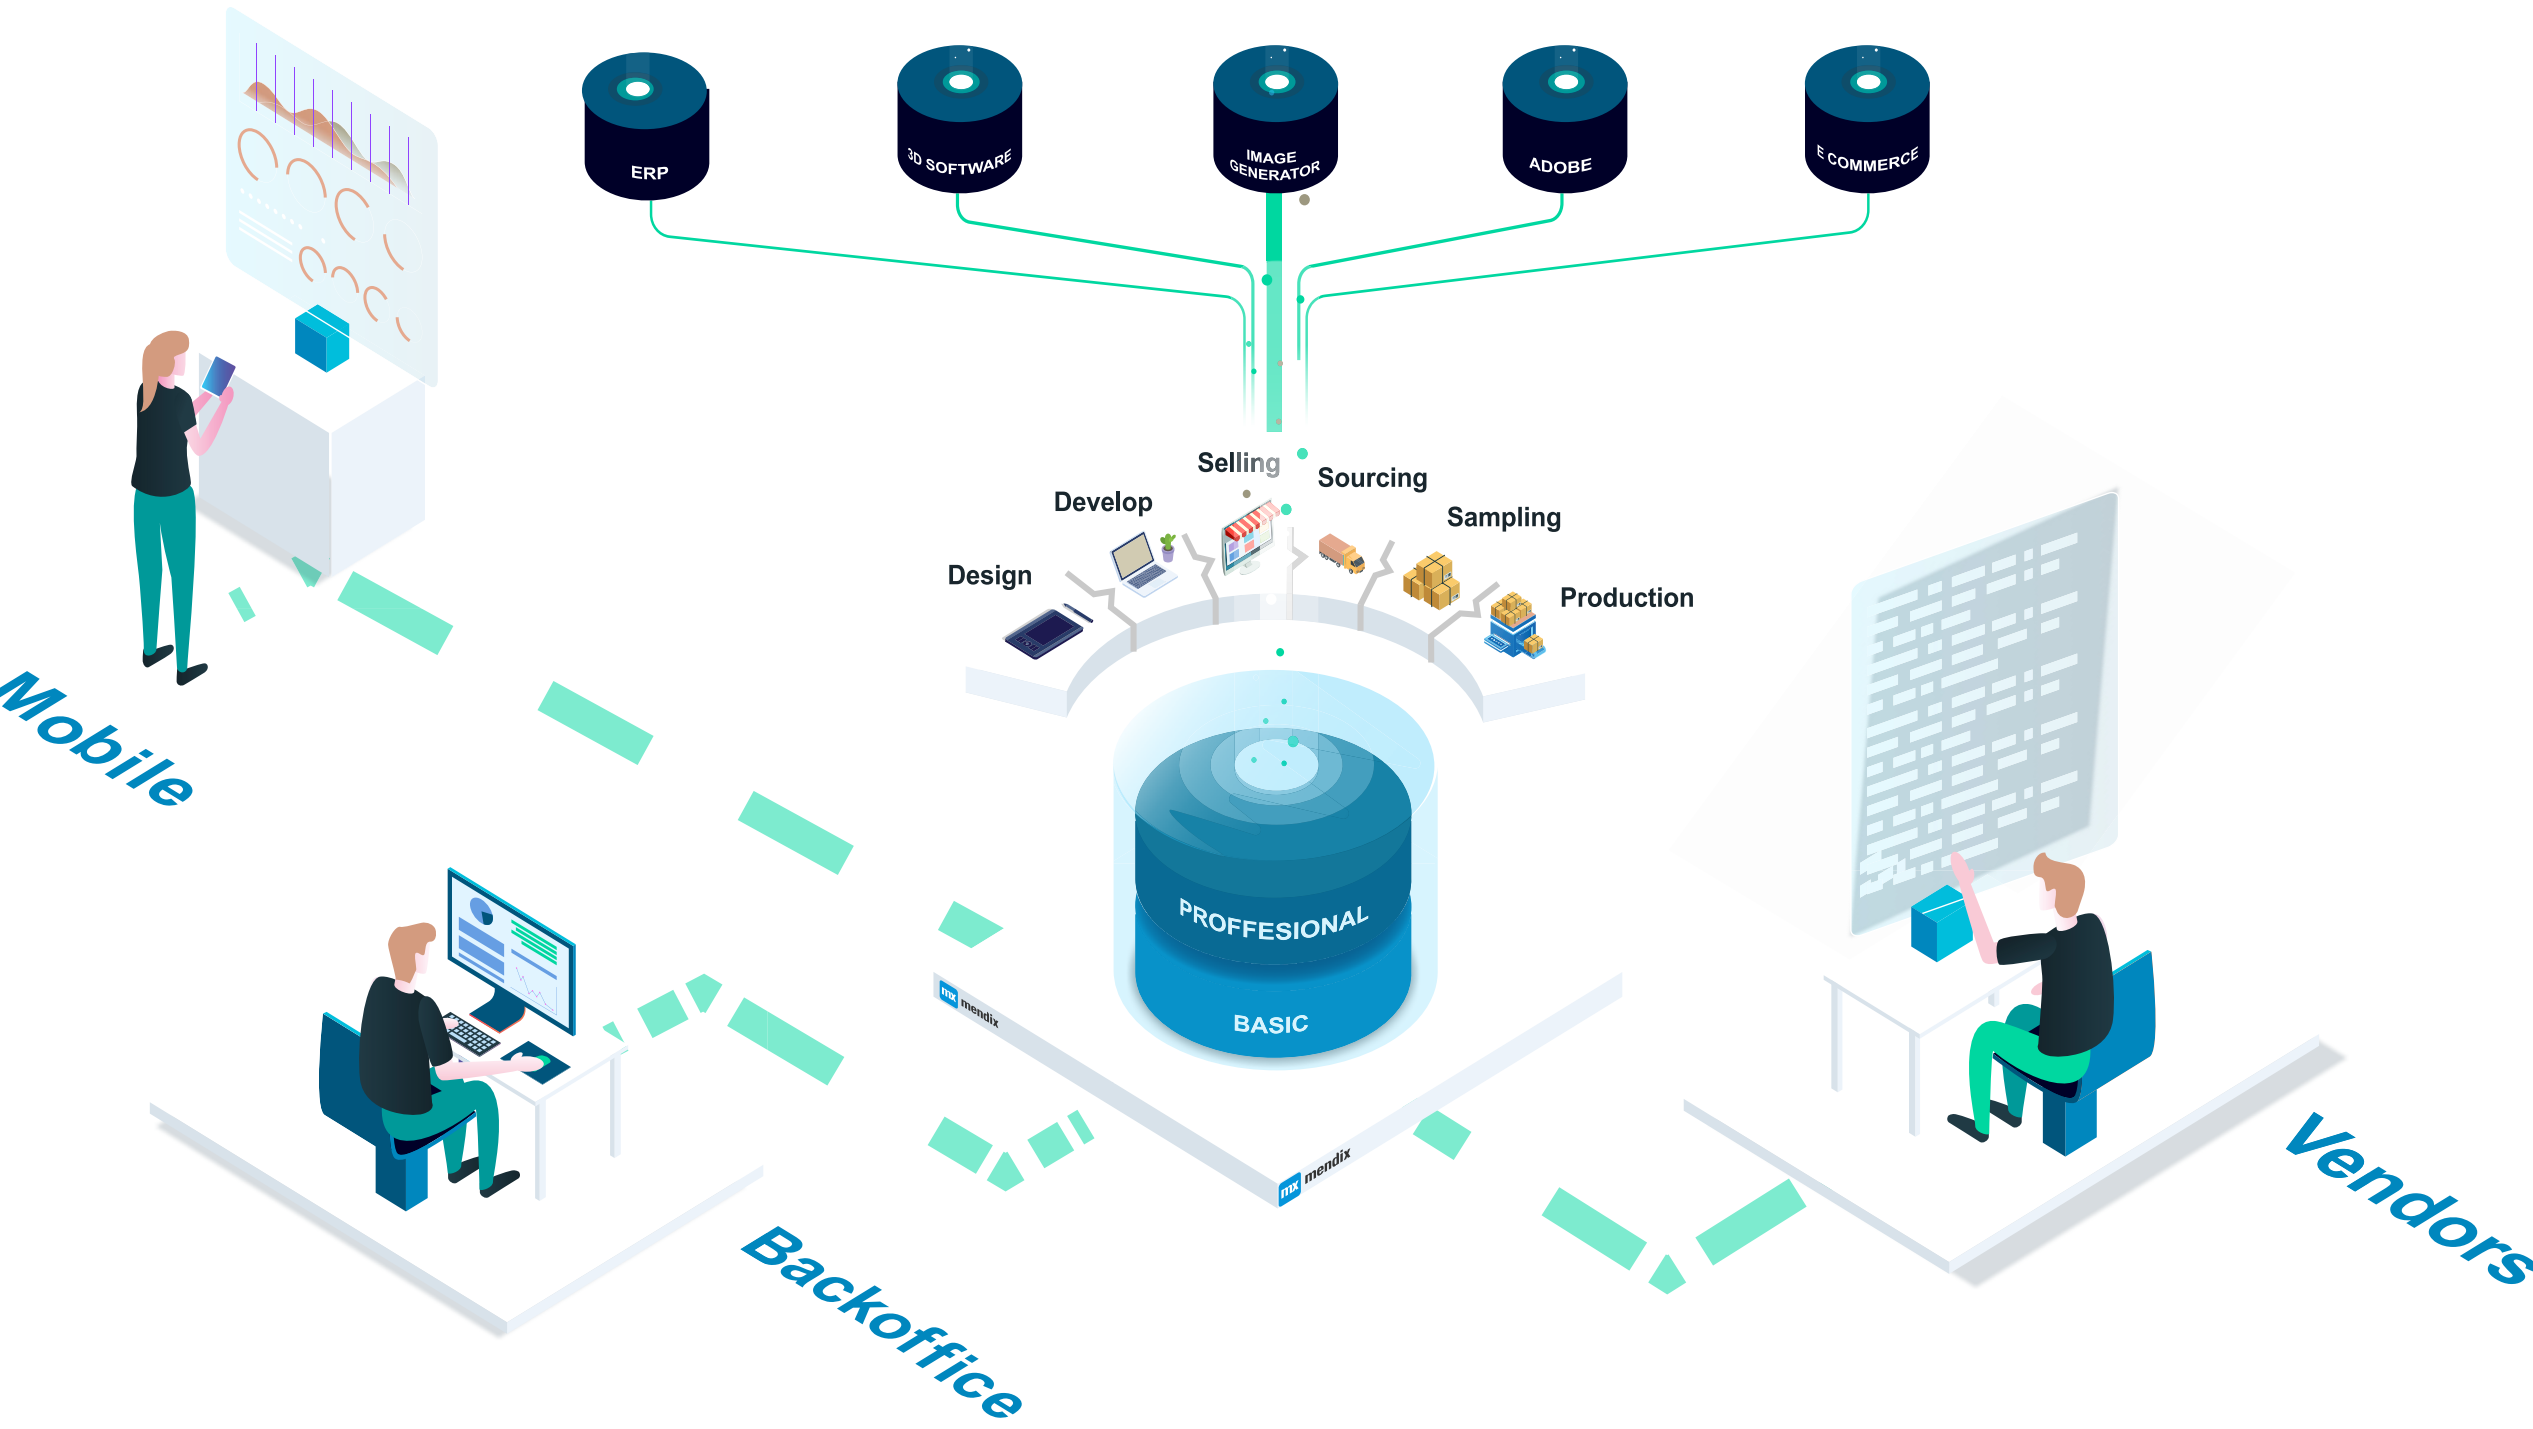 ERP
3D SOFTWARE
IMAGE
GENERATOR
ADOBE
E COMMERCE
Selling
Sourcing
Develop
Sampling
Design
Production
Mobile
PROFFESIONAL
BASIC
mx mendix
mx mendix
Vendors
Backoffice